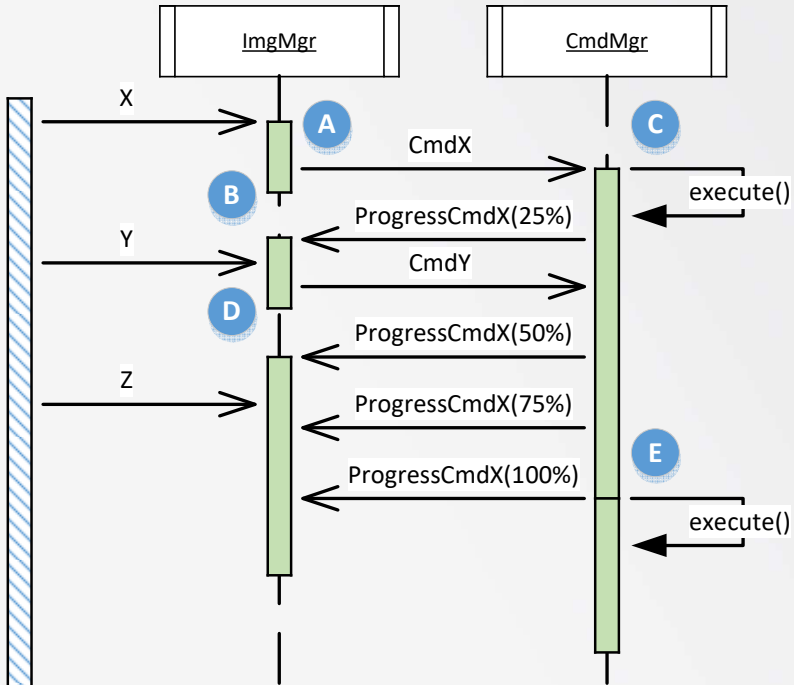 ImgMgr
CmdMgr
X
A
C
CmdX
execute()
B
ProgressCmdX(25%)
Y
CmdY
D
ProgressCmdX(50%)
Z
ProgressCmdX(75%)
E
ProgressCmdX(100%)
execute()